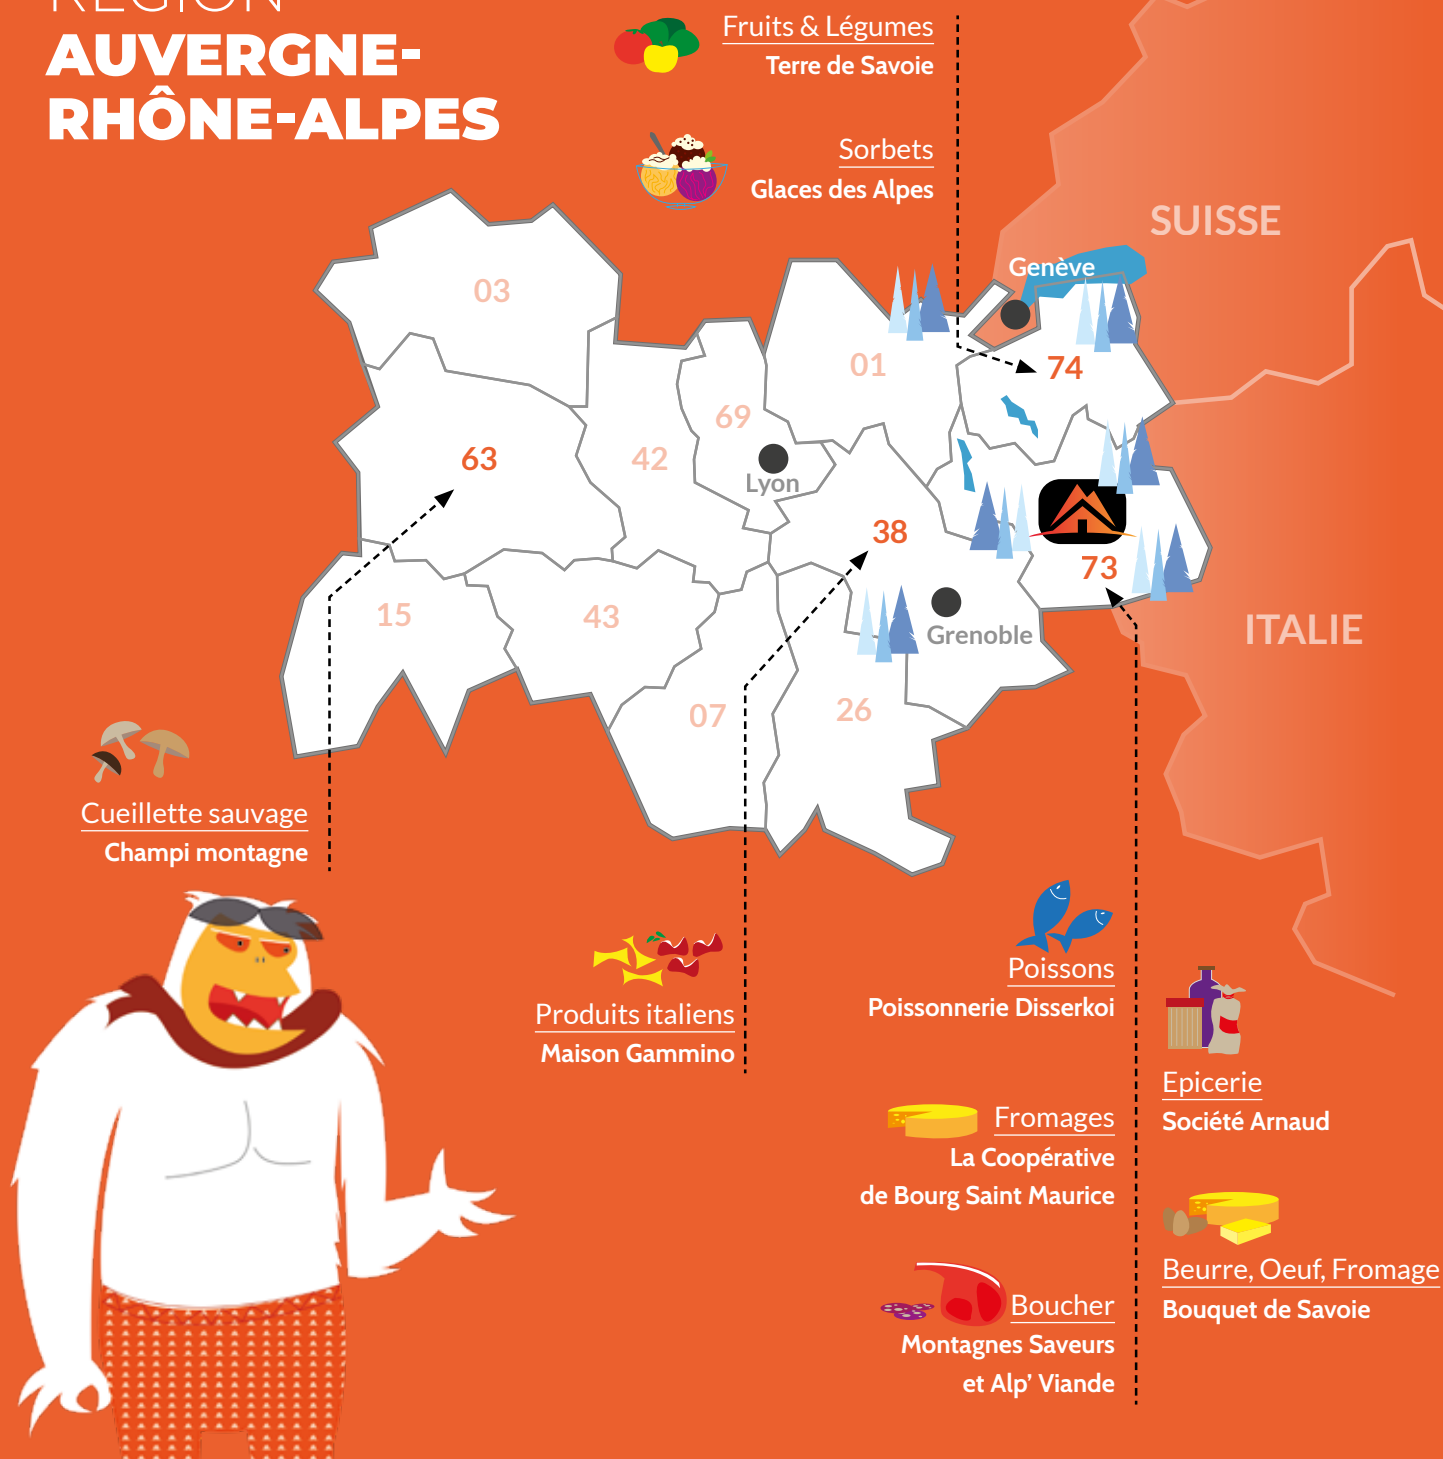 RÉGION
AUVERGNE-
RHÔNE-ALPES
Fruits & Légumes
Terre de Savoie
Sorbets
Glaces des Alpes
SUISSE
Genève
03
01
74
69
63
42
Lyon
38
73
15
43
Grenoble
ITALIE
07
26
Cueillette sauvage
Champi montagne
Produits italiens
Maison Gammino
Poissons
Poissonnerie Disserkoi
Epicerie
Société Arnaud
Fromages
La Coopérative
de Bourg Saint Maurice
Beurre, Oeuf, Fromage
Bouquet de Savoie
Boucher
Montagnes Saveurs
et Alp’ Viande